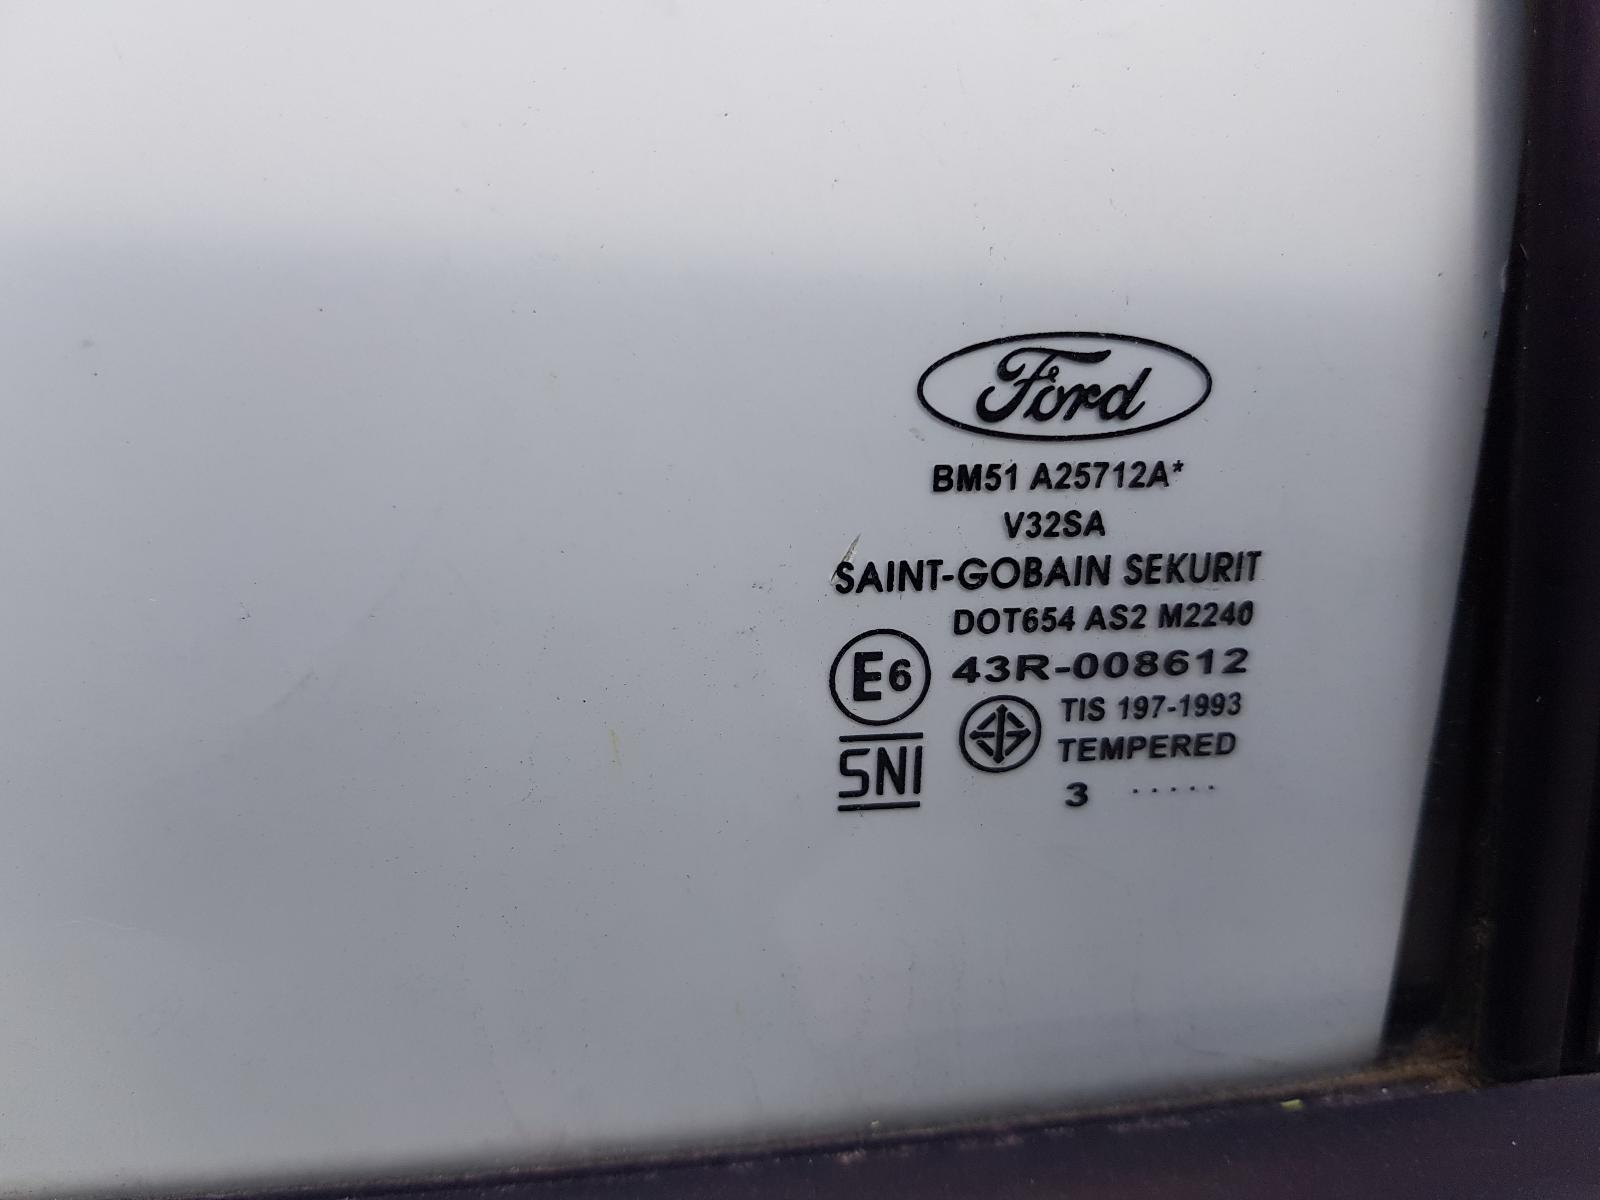 Ford
BM51 A25712A*
V32SA
SAINT-GOBAIN SEKURIT
DOT654 AS2 M2240
E6 43R-008612
SNI
TIS 197-1993
TEMPERED
3 .....